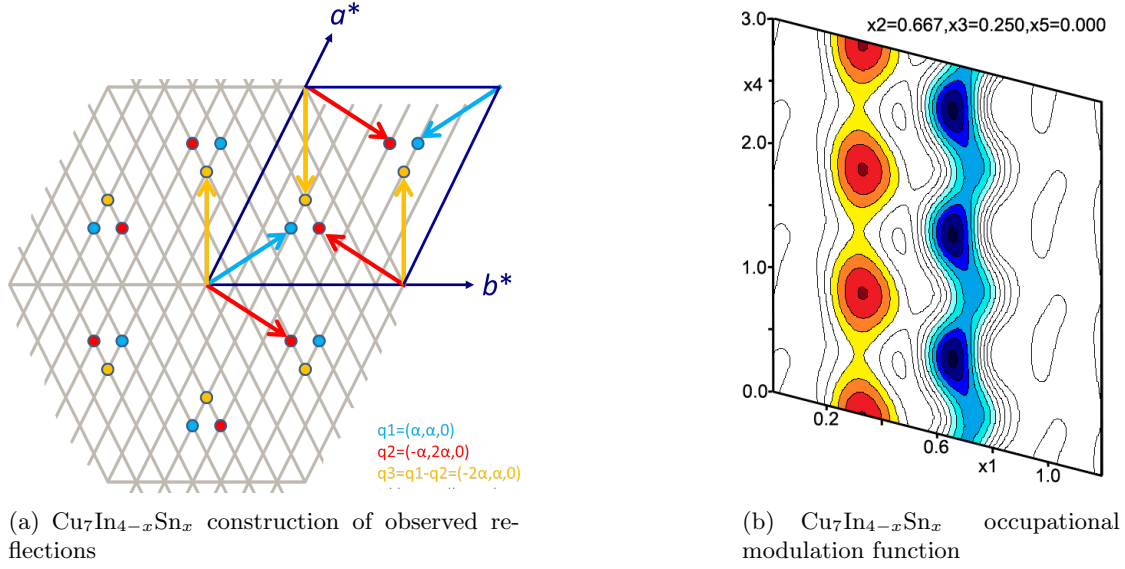 a*
b*
q1=(α,α,0)
q2=(-α,2α,0)
q3=q1-q2=(-2α,α,0)
(a) Cu₇In₄₋ₓSnₓ construction of observed re-
flections
x2=0.667,x3=0.250,x5=0.000
3.0
x4
2.0
1.0
0.0
0.2
0.6
x1
1.0
(b) Cu₇In₄₋ₓSnₓ occupational
modulation function